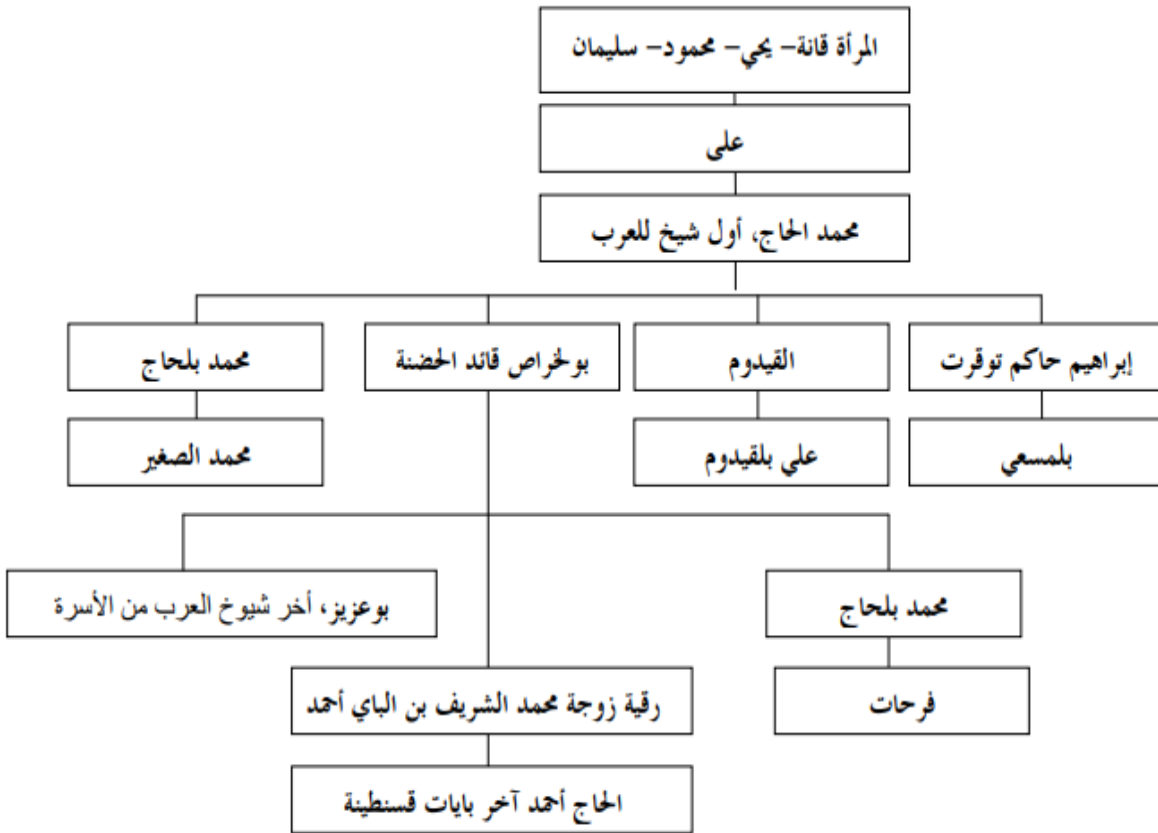 المرأة قانة- يحي- محمود- سليمان
على
محمد الحاج، أول شيخ للعرب
إبراهيم حاكم توقرت
القيدوم
بولخراص قائد الحضنة
محمد بلحاج
بلمسعي
علي بلقيدوم
محمد الصغير
محمد بلحاج
بوعزيز، أخر شيوخ العرب من الأسرة
فرحات
رقية زوجة محمد الشريف بن الباي أحمد
الحاج أحمد آخر بايات قسنطينة